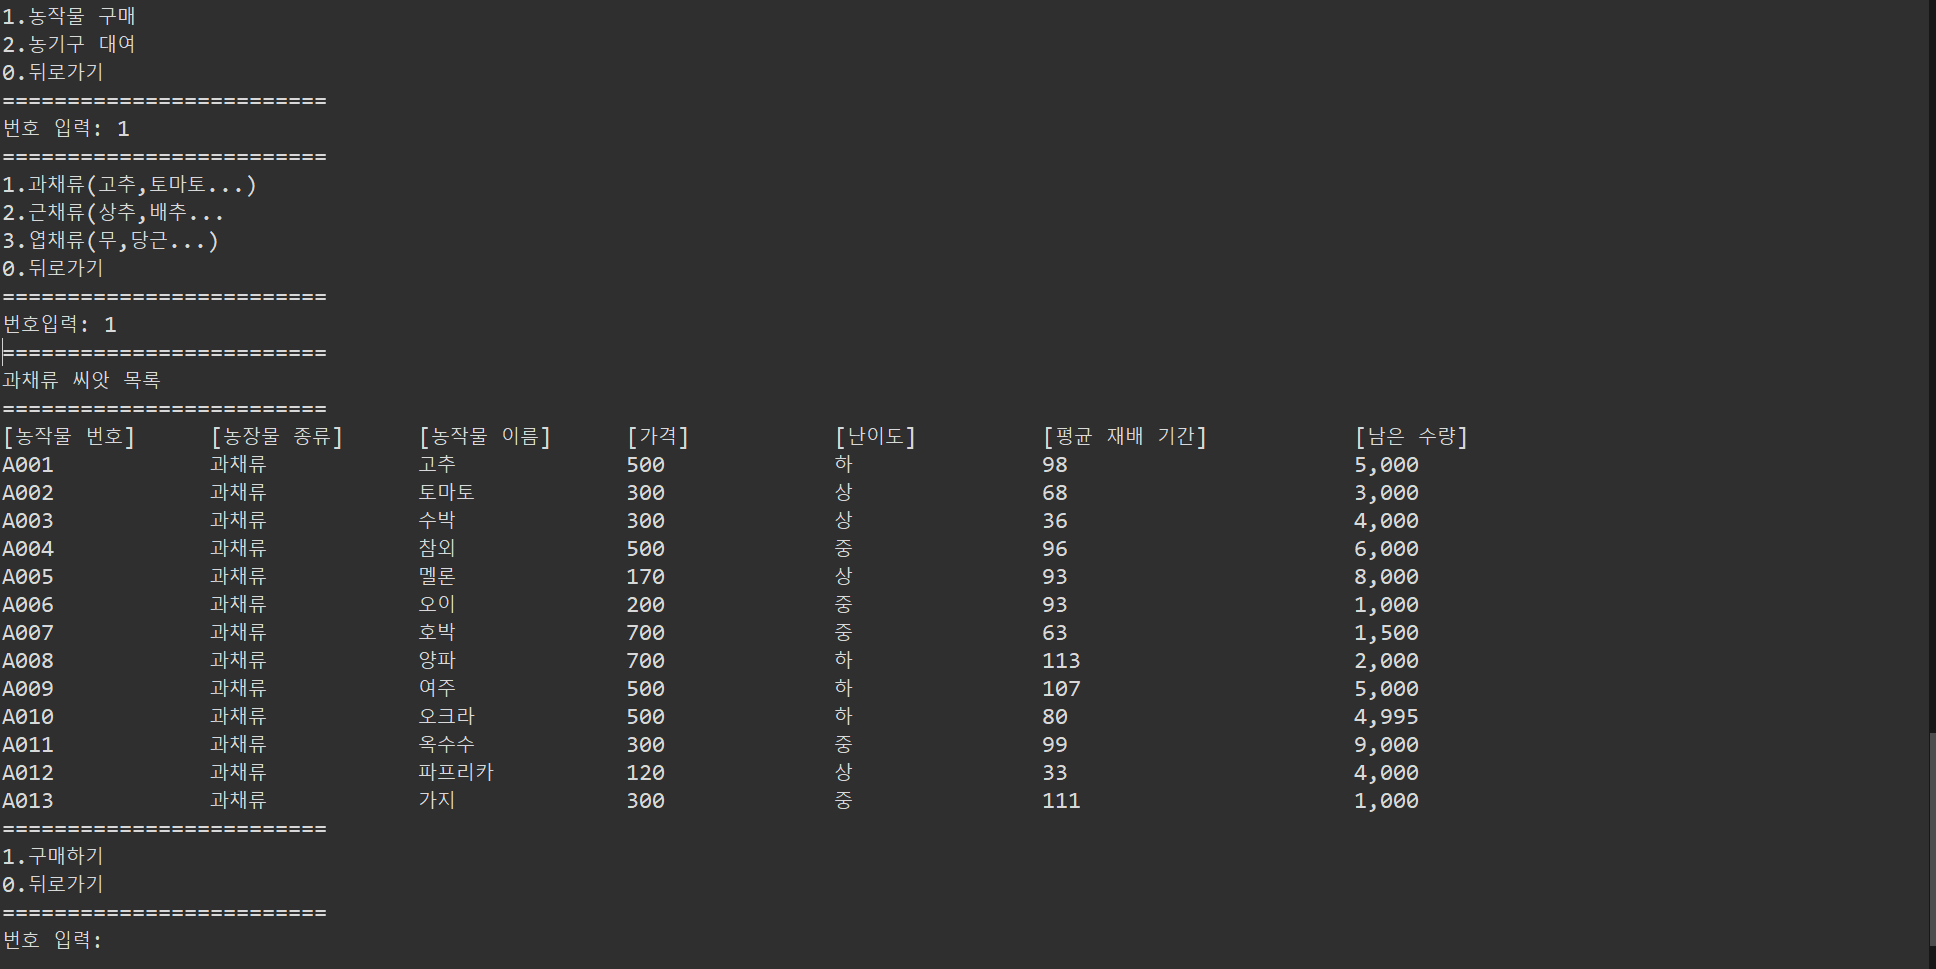 1.농작물 구매
2.농기구 대여
0.뒤로가기
=========================
번호 입력: 1
=========================
1.과채류(고추,토마토...)
2.근채류(상추,배추...
3.엽채류(무,당근...)
0.뒤로가기
=========================
번호입력: 1
=========================
과채류 씨앗 목록
=========================
[농작물 번호] [농장물 종류] [농작물 이름] [가격] [난이도] [평균 재배 기간] [남은 수량]
A001 과채류 고추 500 하 98 5,000
A002 과채류 토마토 300 상 68 3,000
A003 과채류 수박 300 상 36 4,000
A004 과채류 참외 500 중 96 6,000
A005 과채류 멜론 170 상 93 8,000
A006 과채류 오이 200 중 93 1,000
A007 과채류 호박 700 중 63 1,500
A008 과채류 양파 700 하 113 2,000
A009 과채류 여주 500 하 107 5,000
A010 과채류 오크라 500 하 80 4,995
A011 과채류 옥수수 300 중 99 9,000
A012 과채류 파프리카 120 상 33 4,000
A013 과채류 가지 300 중 111 1,000
=========================
1.구매하기
0.뒤로가기
=========================
번호 입력: